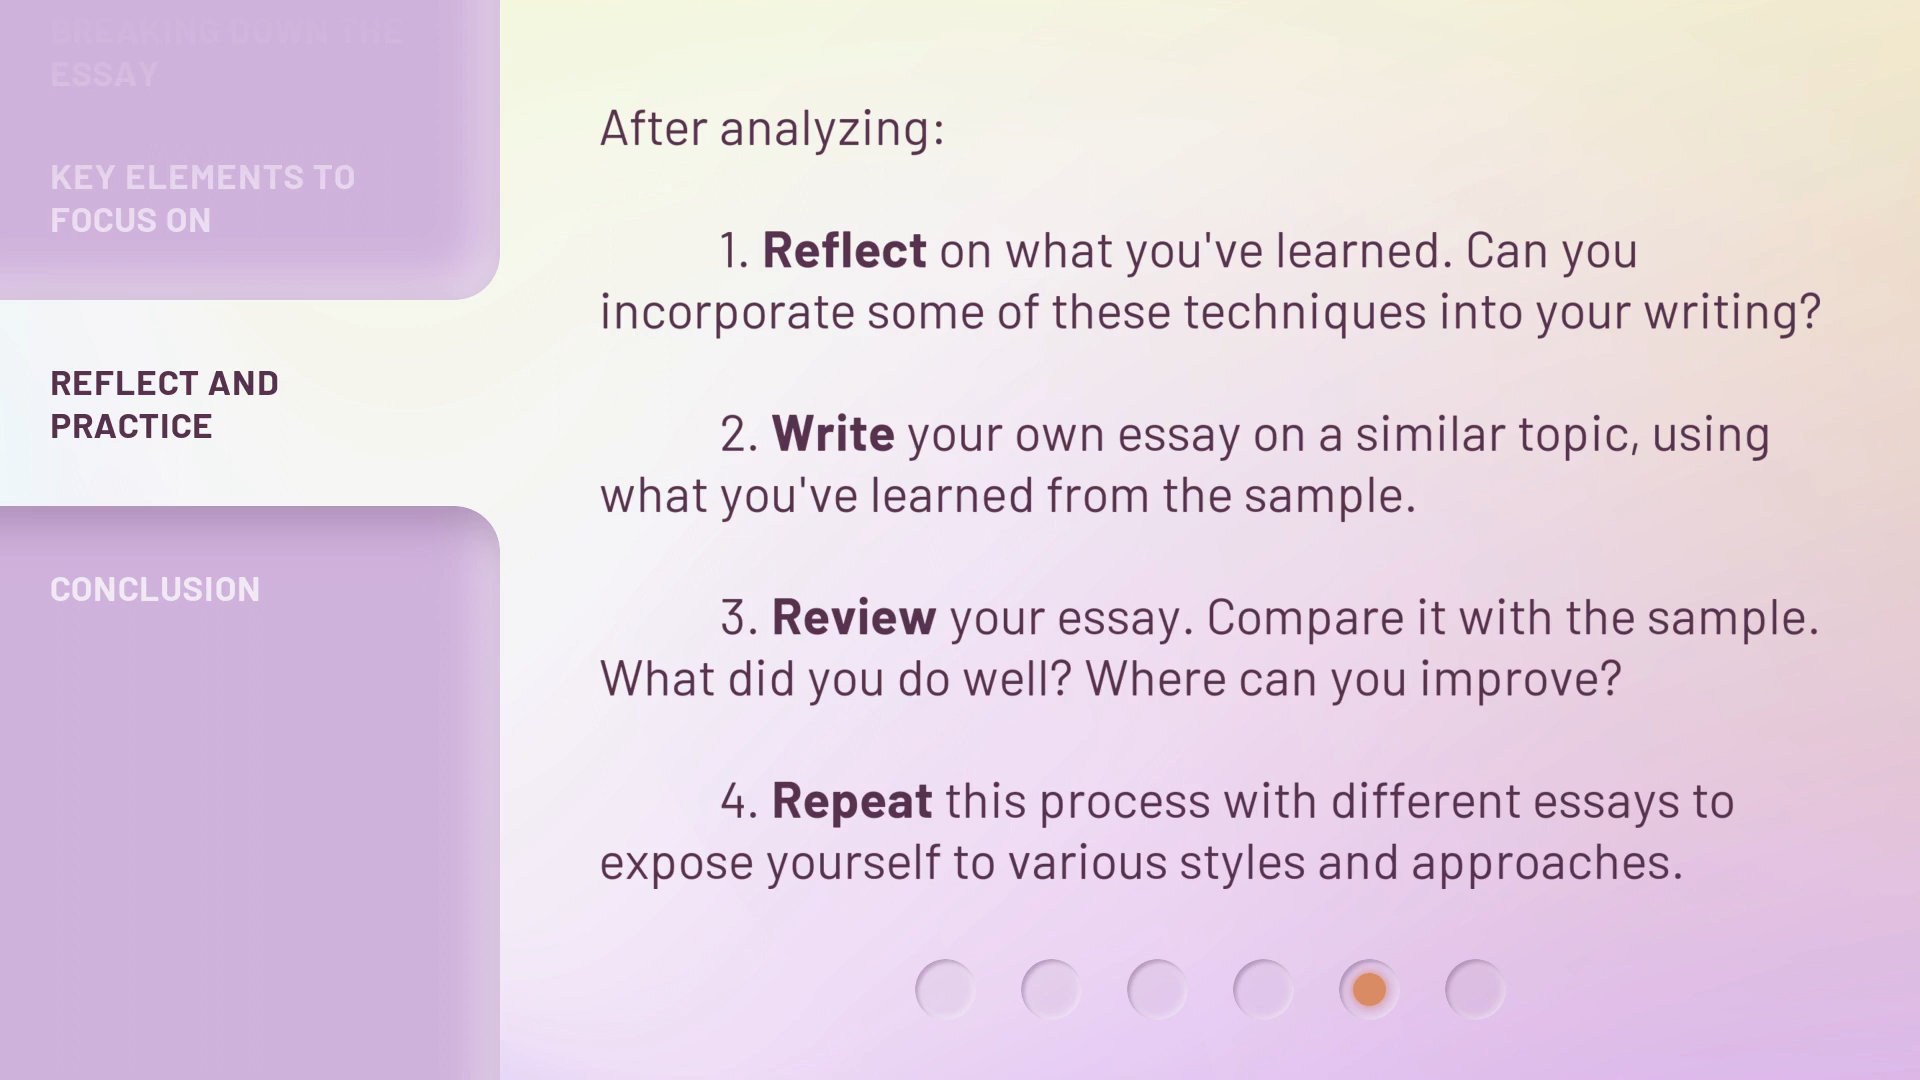 BREAKING DOWN THE
ESSAY
KEY ELEMENTS TO
FOCUS ON
REFLECT AND
PRACTICE
CONCLUSION
After analyzing:
1. Reflect on what you've learned. Can you
incorporate some of these techniques into your writing?
2. Write your own essay on a similar topic, using
what you've learned from the sample.
3. Review your essay. Compare it with the sample.
What did you do well? Where can you improve?
4. Repeat this process with different essays to
expose yourself to various styles and approaches.